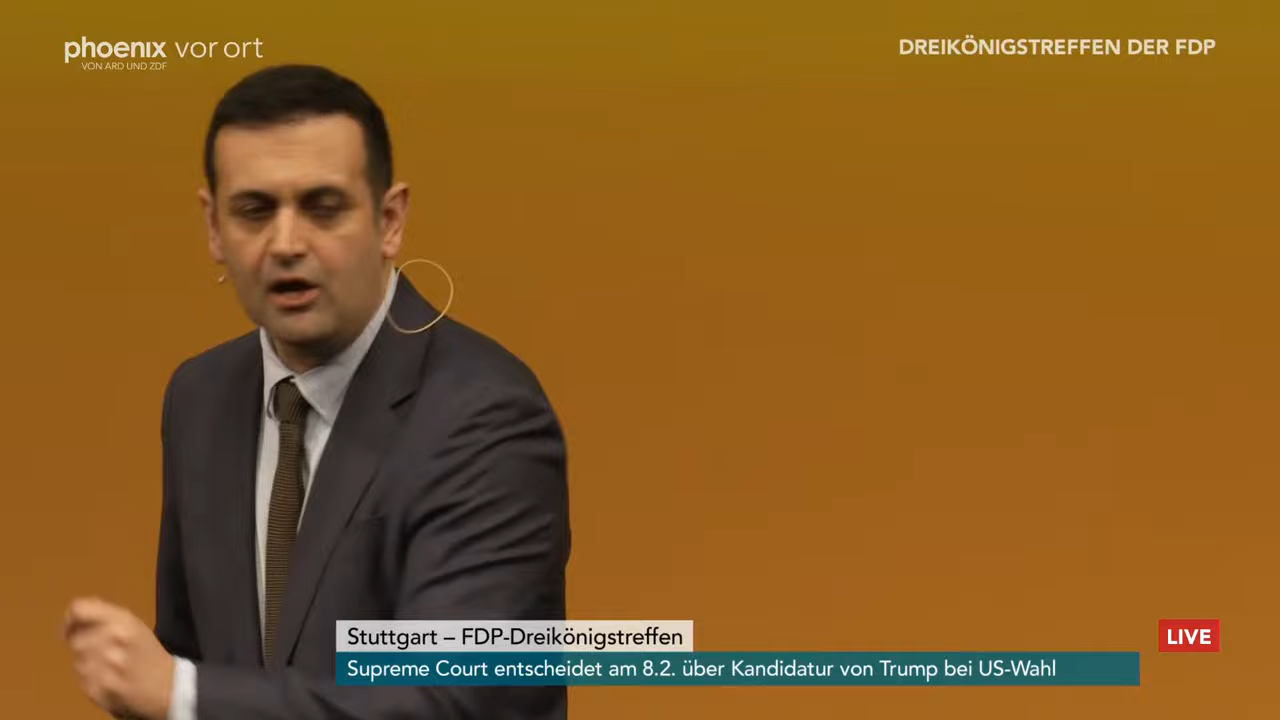 phoenix vor ort
VON ARD UND ZDF
DREIKÖNIGSTREFFEN DER FDP
Stuttgart – FDP-Dreikönigstreffen
LIVE
Supreme Court entscheidet am 8.2. über Kandidatur von Trump bei US-Wahl